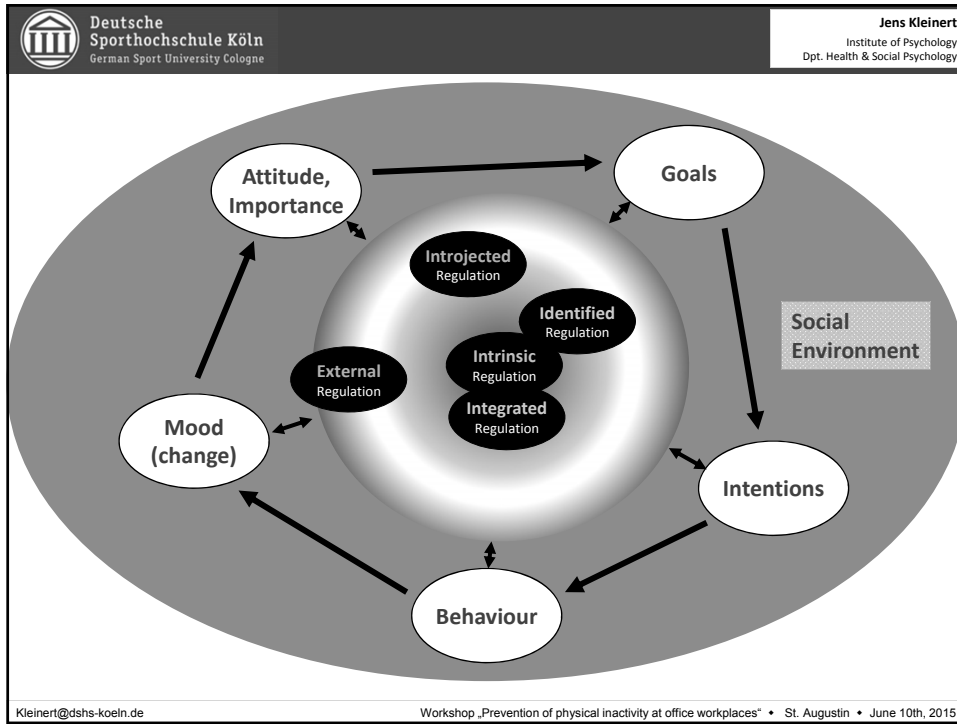 Deutsche
Sporthochschule Köln
German Sport University Cologne
Jens Kleinert
Institute of Psychology
Dpt. Health & Social Psychology
Attitude,
Importance
Goals
Introjected
Regulation
Identified
Regulation
Social
Environment
Intrinsic
Regulation
External
Regulation
Integrated
Regulation
Mood
(change)
Intentions
Behaviour
Kleinert@dshs-koeln.de
Workshop „Prevention of physical inactivity at office workplaces“ ◆ St. Augustin ◆ June 10th, 2015